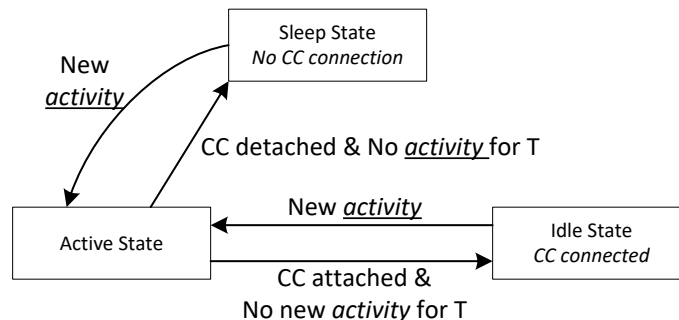 Sleep State
No CC connection
New
activity
CC detached & No activity for T
New activity
Active State
Idle State
CC connected
CC attached &
No new activity for T